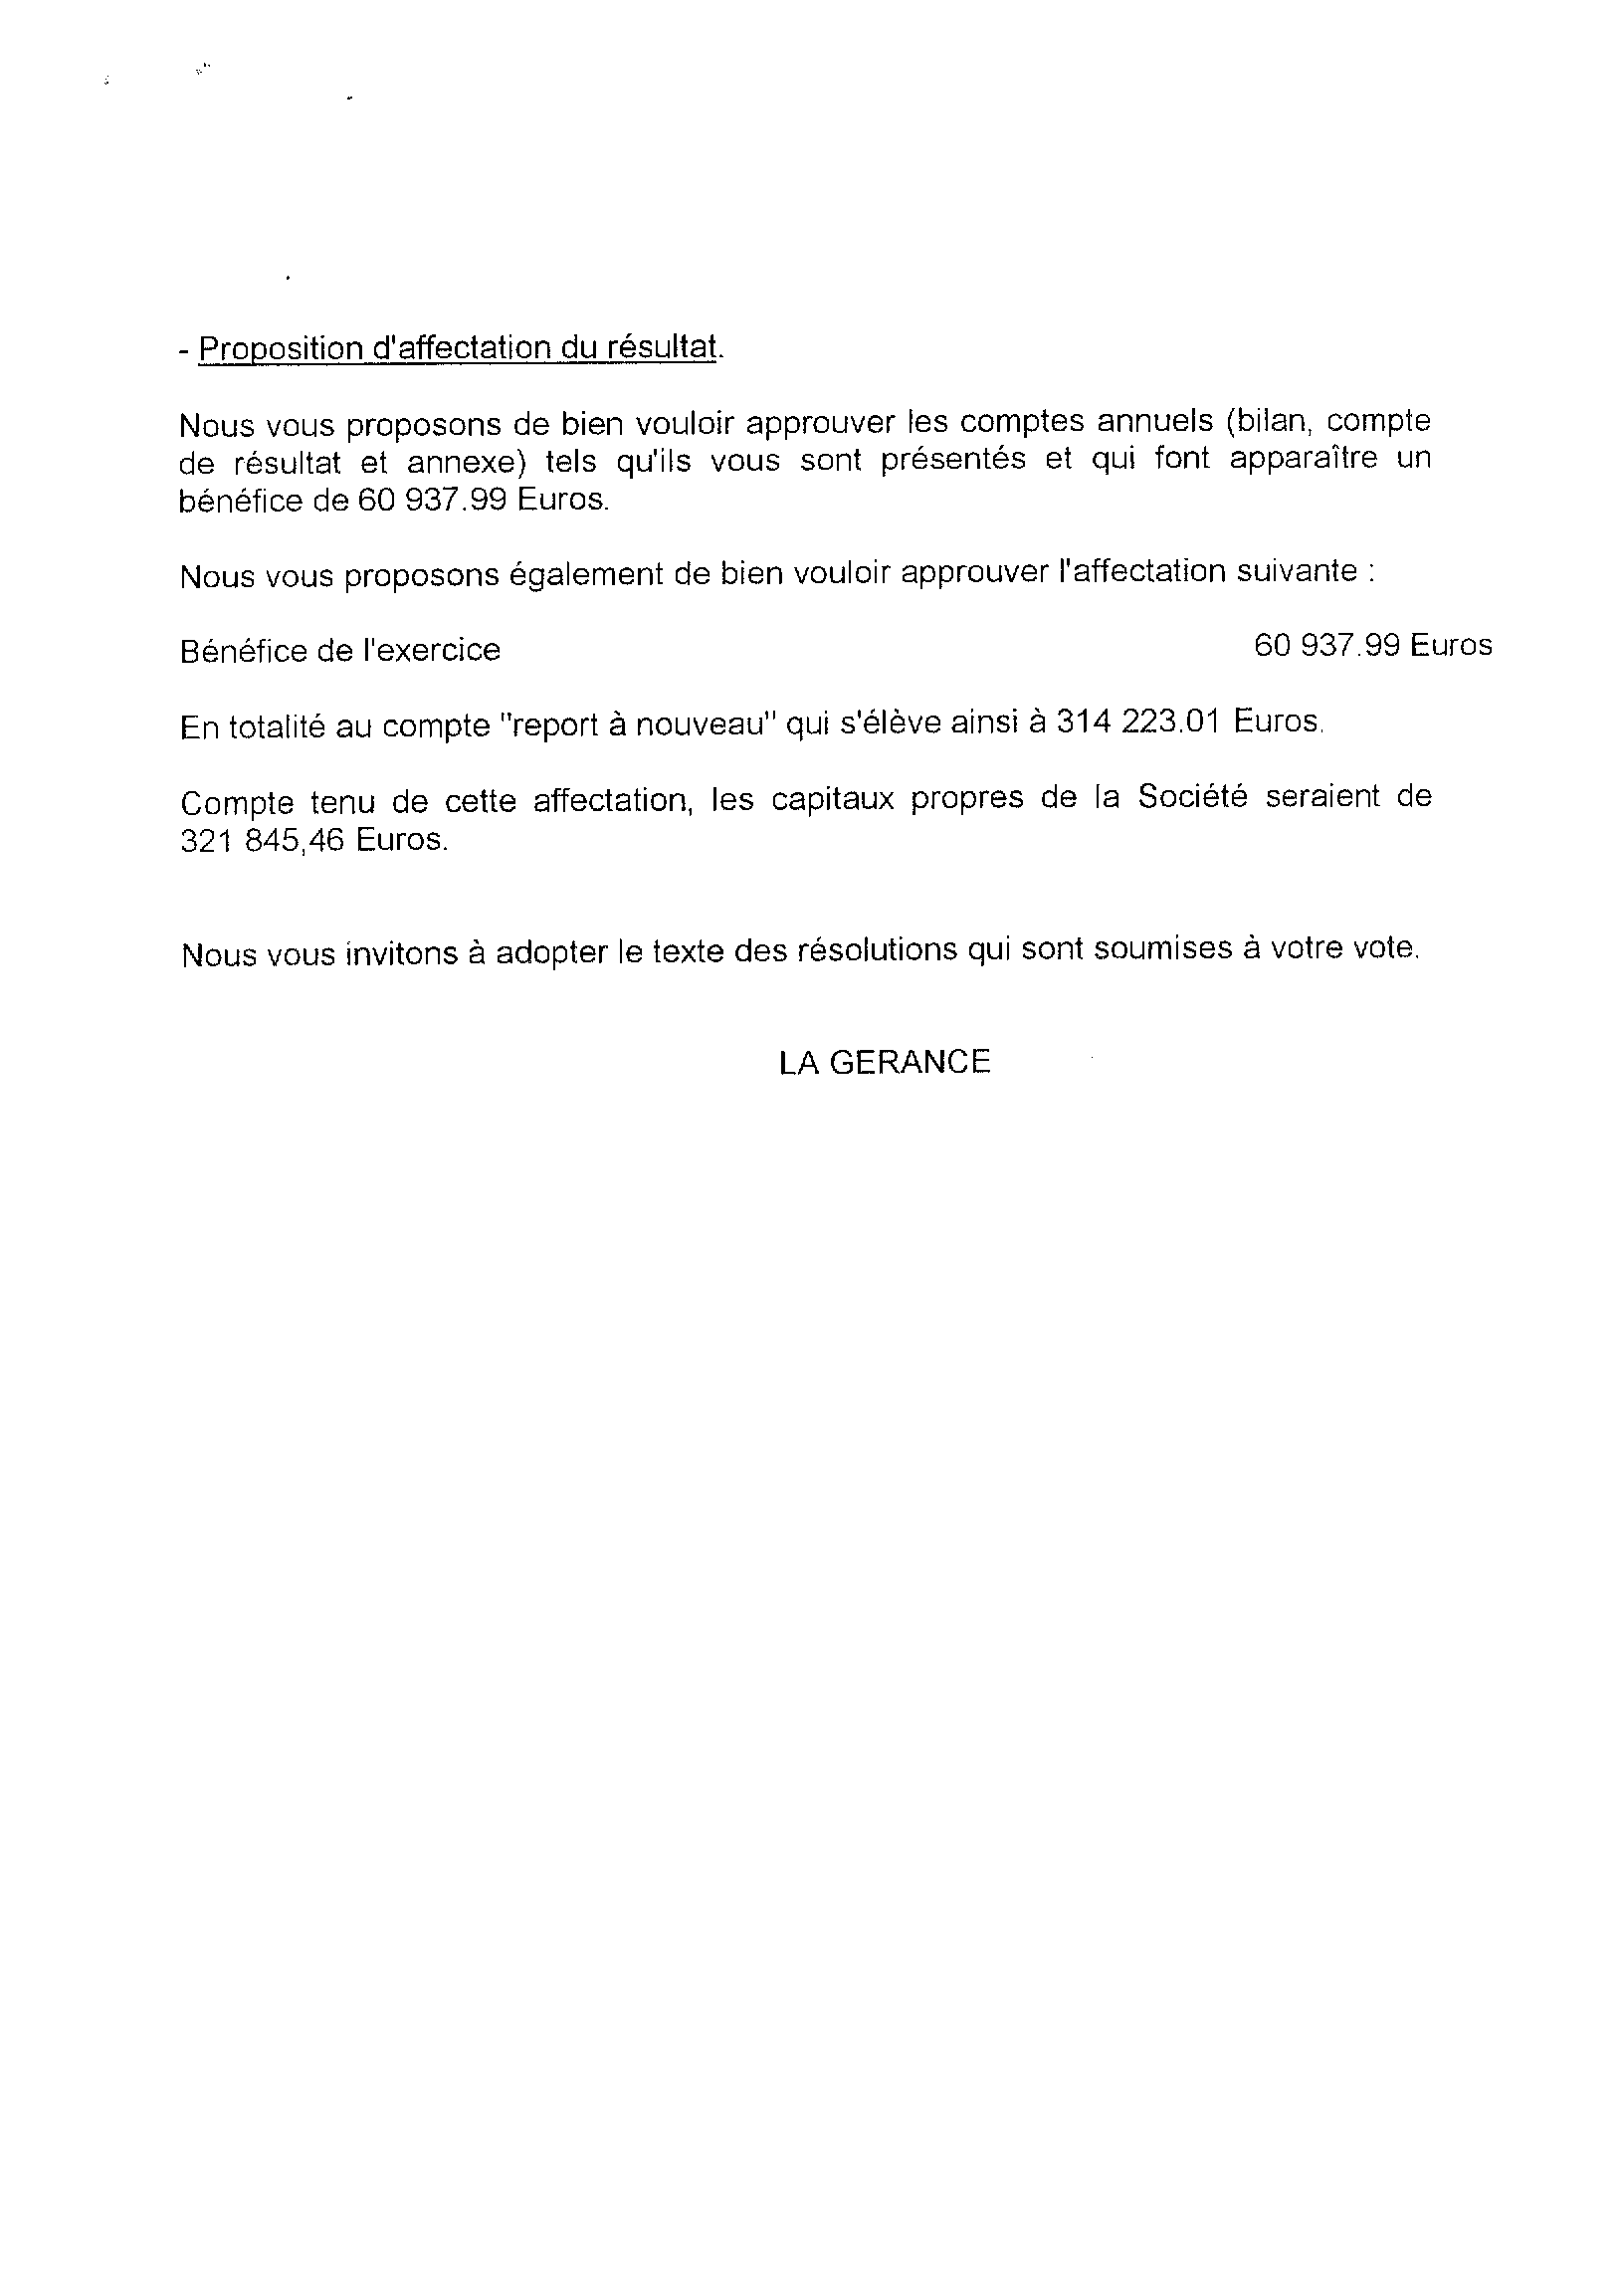 - Proposition d'affectation du résultat.
Nous vous proposons de bien vouloir approuver les comptes annuels (bilan, compte
de résultat et annexe) tels qu'ils vous sont présentés et qui font apparaître un
bénéfice de 60 937.99 Euros.
Nous vous proposons également de bien vouloir approuver l'affectation suivante :
Bénéfice de l'exercice 60 937.99 Euros
En totalité au compte "report à nouveau" qui s'élève ainsi à 314 223.01 Euros.
Compte tenu de cette affectation, les capitaux propres de la Société seraient de
321 845,46 Euros.
Nous vous invitons à adopter le texte des résolutions qui sont soumises à votre vote.
LA GERANCE